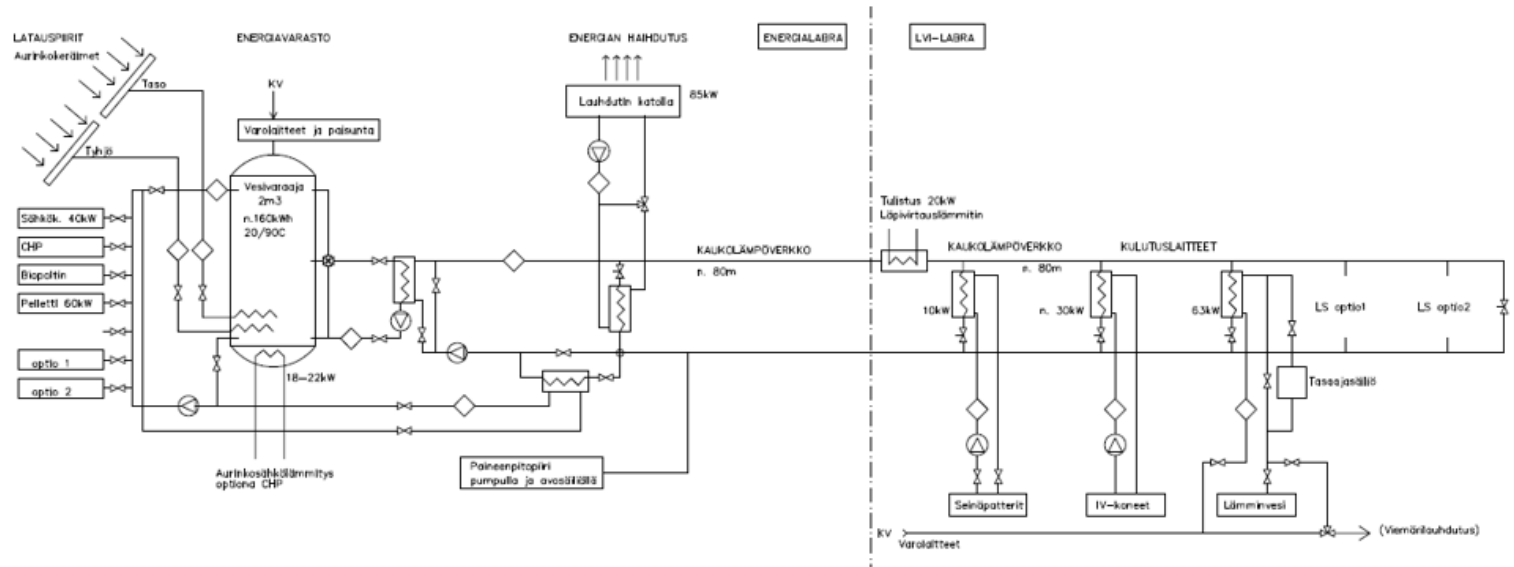 LATAUSPIIRIT
Aurinkokeräimet
ENERGIAVARASTO
ENERGIAN HAIHDUTUS
ENERGIALABRA
LVI-LABRA
Taso
KV
Lauhdutin katolla
85kW
Varolaitteet ja paisunta
Tyhjö
Vesivaraaja
2m3
n.160kWh
20/90C
Sähkök. 40kW
CHP
Biopoltin
Pelletti 60kW
optio 1
optio 2
18-22kW
Aurinkosähkölämmitys
optiona CHP
KAUKOLÄMPÖVERKKO
n. 80m
Paineenpitopiiri
pumpulla ja avosäiliöllä
Tulistus 20kW
Läpivirtauslämmitin
KAUKOLÄMPÖVERKKO
n. 80m
KULUTUSLAITTEET
10kW
n. 30kW
63kW
LS optio1
LS optio2
Tasaajasäiliö
Seinäpatterit
IV-koneet
Lämminvesi
KV
Varolaitteet
(Viemärilauhdutus)